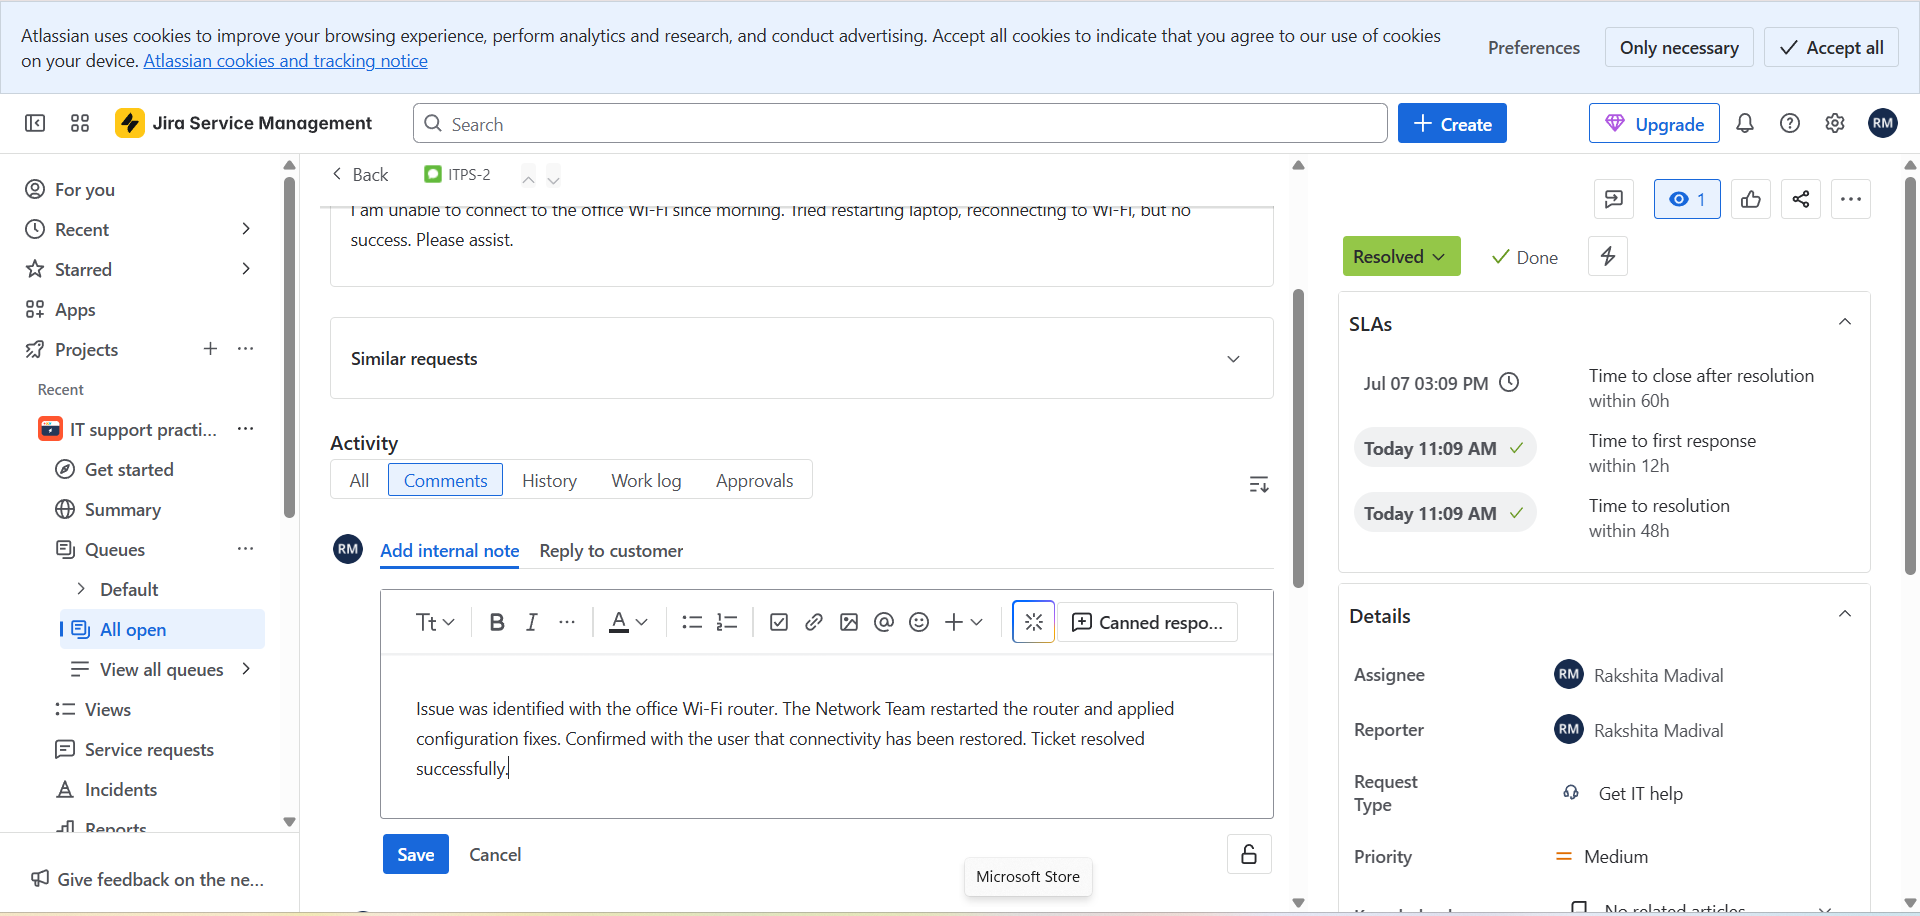 Atlassian uses cookies to improve your browsing experience, perform analytics and research, and conduct advertising. Accept all cookies to indicate that you agree to our use of cookies
on your device. Atlassian cookies and tracking notice
Preferences
Only necessary
Accept all
Jira Service Management
Search
Create
Upgrade
RM
For you
Recent
Starred
Apps
Projects
Recent
IT support practi...
Get started
Summary
Queues
Default
All open
View all queues
Views
Service requests
Incidents
Reports
Give feedback on the ne...
Back
ITPS-2
I am unable to connect to the office Wi-Fi since morning. Tried restarting laptop, reconnecting to Wi-Fi, but no
success. Please assist.
Similar requests
Activity
All
Comments
History
Work log
Approvals
RM
Add internal note
Reply to customer
Tt
B
I
A
Canned respo...
Issue was identified with the office Wi-Fi router. The Network Team restarted the router and applied
configuration fixes. Confirmed with the user that connectivity has been restored. Ticket resolved
successfully.
Save
Cancel
Microsoft Store
1
Resolved
Done
SLAs
Jul 07 03:09 PM
Time to close after resolution
within 60h
Today 11:09 AM
Time to first response
within 12h
Today 11:09 AM
Time to resolution
within 48h
Details
Assignee
RM
Rakshita Madival
Reporter
RM
Rakshita Madival
Request
Type
Get IT help
Priority
Medium
No related articles